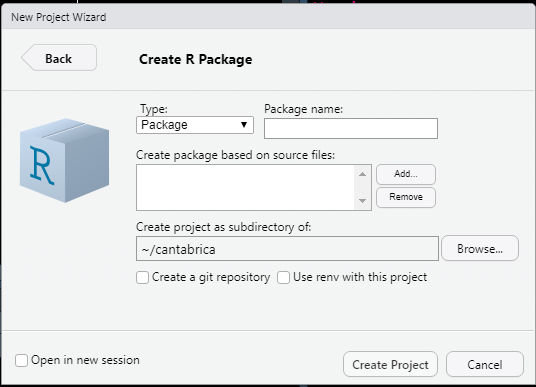 New Project Wizard
Back
Create R Package
Type:
Package name:
Package
R
Create package based on source files:
Add...
Remove
Create project as subdirectory of:
~/cantabrica
Browse...
Create a git repository
Use renv with this project
Open in new session
Create Project
Cancel